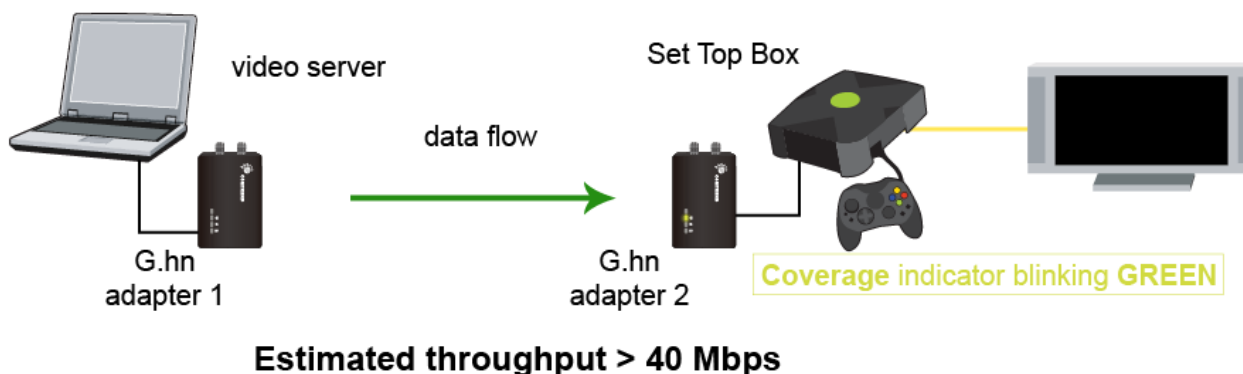 video server
Set Top Box
data flow
G.hn
adapter 1
G.hn
adapter 2
Coverage indicator blinking GREEN
Estimated throughput > 40 Mbps